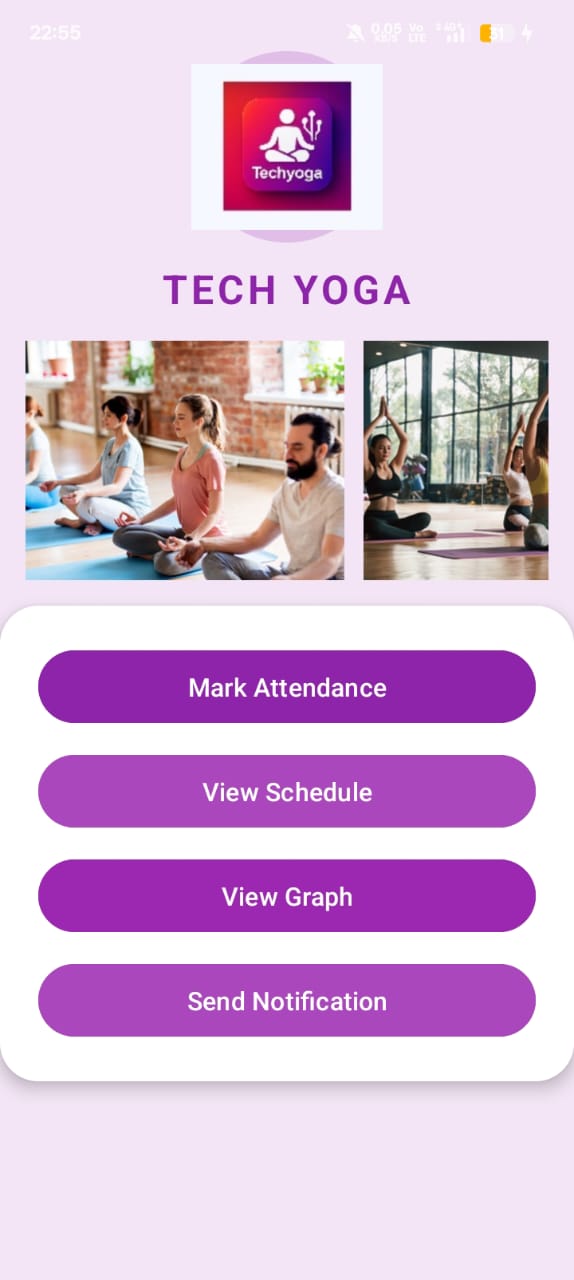 22:55
0.05 Vo 4G+ 31
KB/S LTE
Techyoga
TECH YOGA
Mark Attendance
View Schedule
View Graph
Send Notification